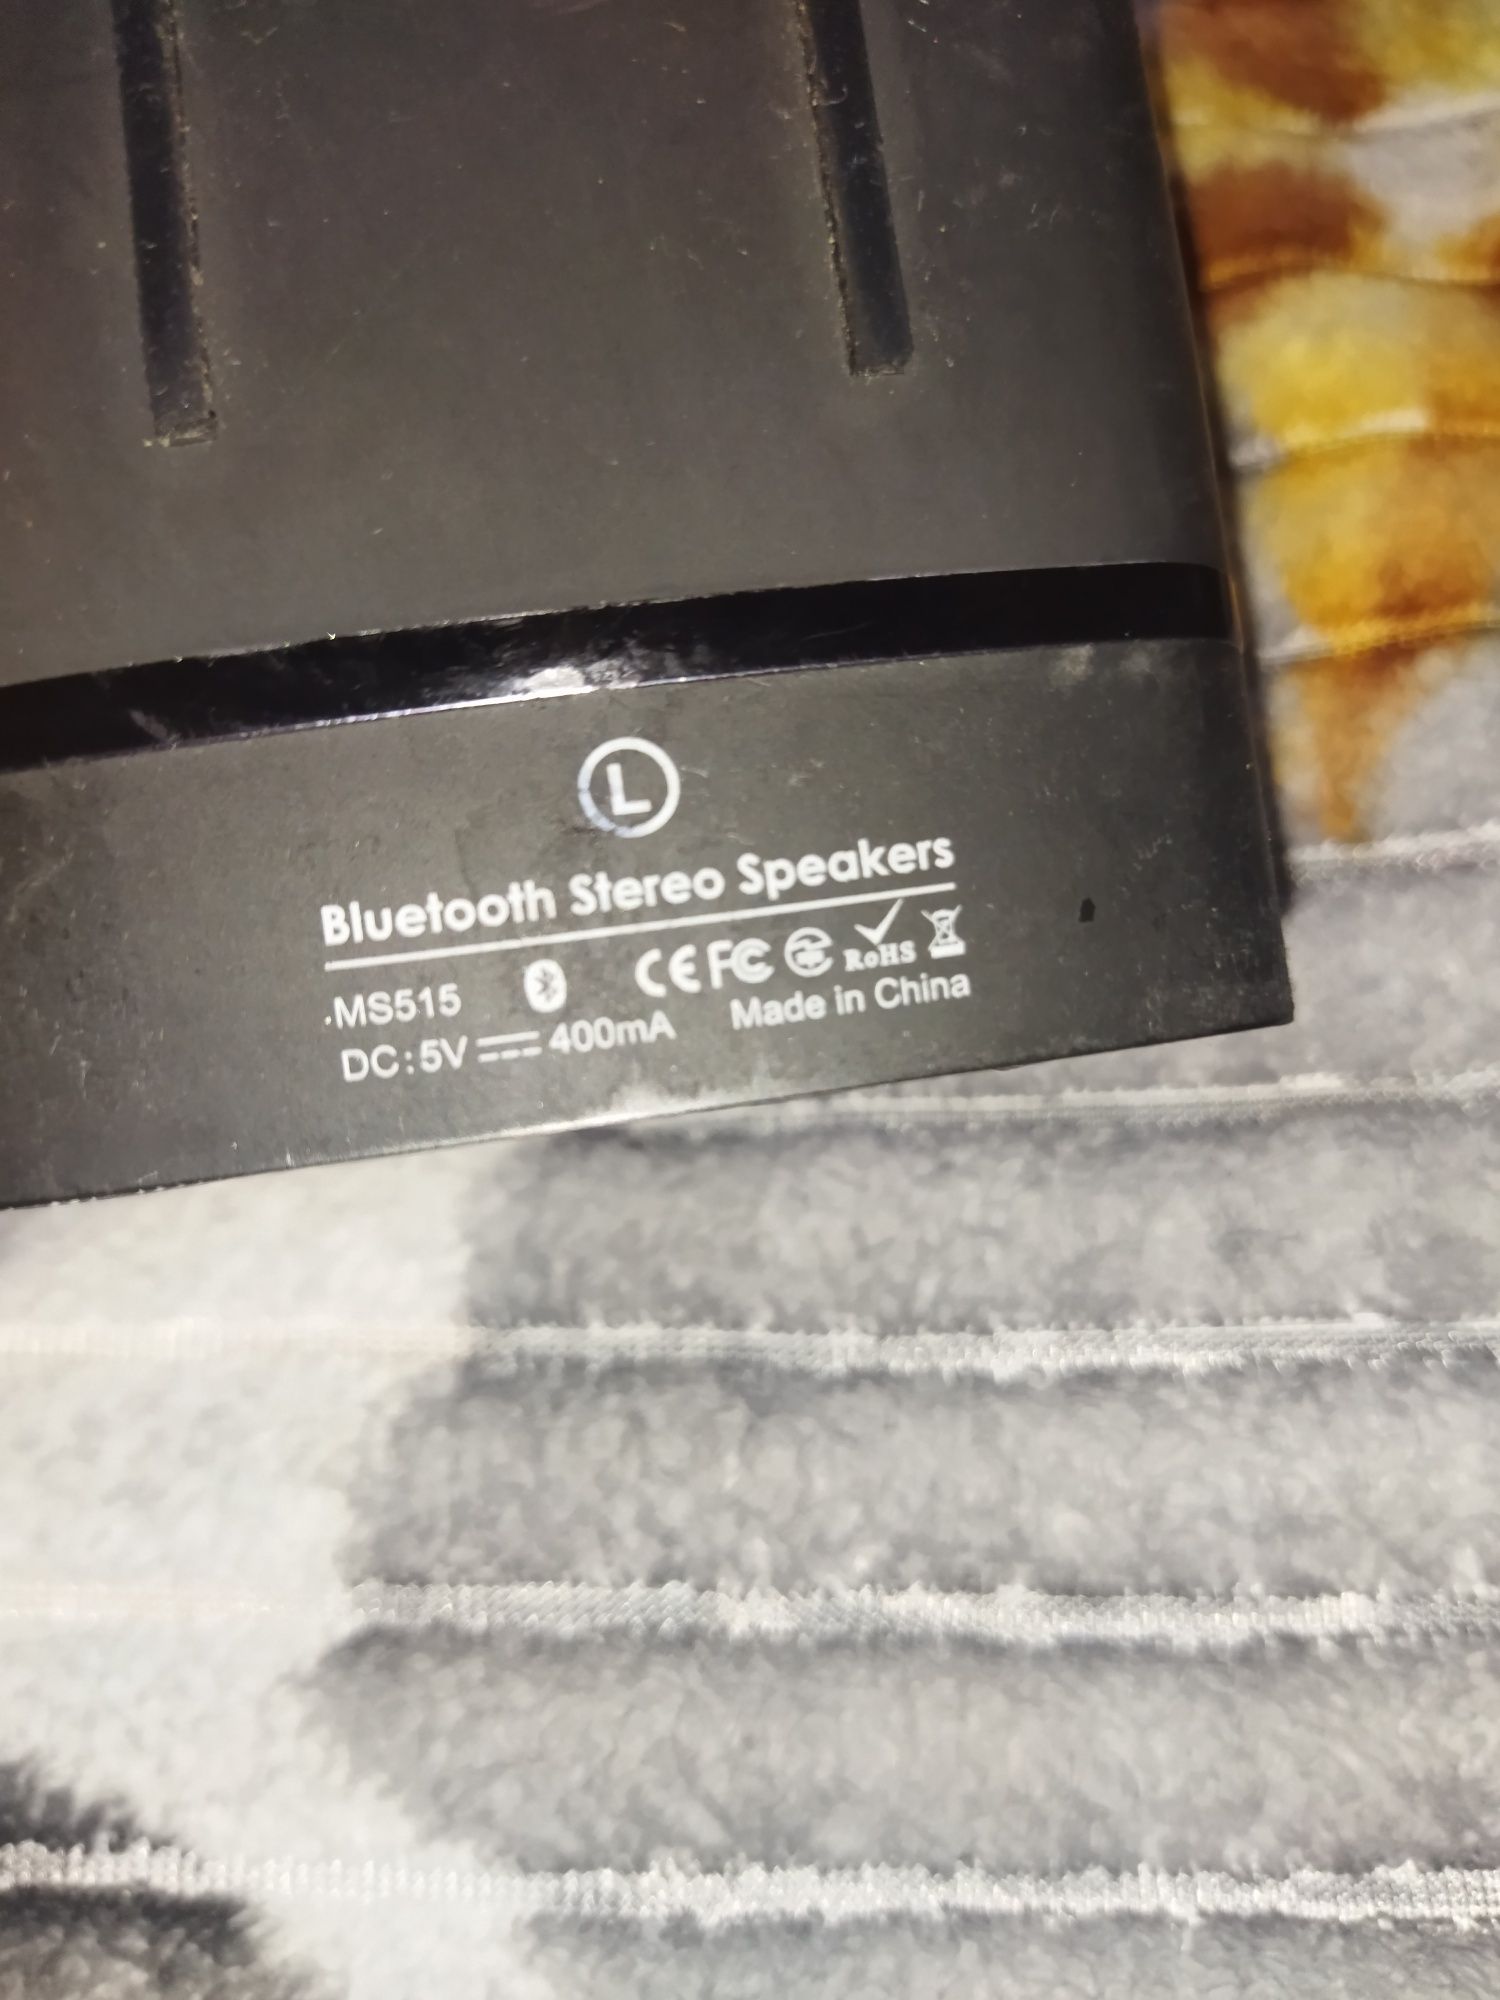 L
Bluetooth Stereo Speakers
MS515 CE FC RoHS
DC:5V 400mA Made in China